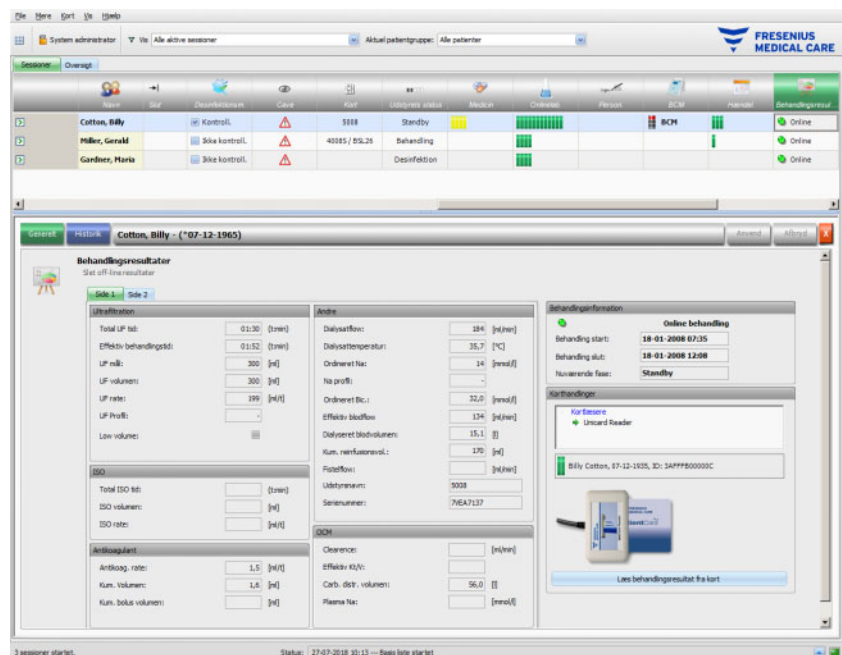 File Mere Kort Vis Hjælp
System administrator Vis Alle aktive sessioner Aktuel patientgruppe: Alle patienter
FRESENIUS
MEDICAL CARE
Sessioner Oversigt
Navn Slut Desinfektionsm. Cave Kort Udstyrets status Medicin Onlinelab. Person. BCM Hændel Behandlingsresul...
Cotton, Billy Kontroll. 5008 Standby BCM Online
Miller, Gerald Ikke kontroll. 4008S / BSL26 Behandling Online
Gardner, Maria Ikke kontroll. Desinfektion Online
Generelt Historik Cotton, Billy - (*07-12-1965) Anvend Afbryd X
Behandlingsresultater
Slet off-line resultater
Side 1 Side 2
Ultrafiltration
Total UF tid: 01:30 (t:min)
Effektiv behandlingstid: 01:52 (t:min)
UF mål: 300 [ml]
UF volumen: 300 [ml]
UF rate: 199 [ml/t]
UF Profil: -
Low volume:
ISO
Total ISO tid: (t:min)
ISO volumen: [ml]
ISO rate: [ml/t]
Antikoagulant
Antikoag. rate: 1,5 [ml/t]
Kum. Volumen: 1,6 [ml]
Kum. bolus volumen: [ml]
Andre
Dialysatflow: 184 [ml/min]
Dialysattemperatur: 35,7 [°C]
Ordineret Na: 14 [mmol/l]
Na profil: -
Ordineret Bic.: 32,0 [mmol/l]
Effektiv blodflow 134 [ml/min]
Dialyseret blodvolumen: 15,1 [l]
Kum. reinfusionsvol.: 170 [ml]
Fistelflow: [ml/min]
Udstyrsnavn: 5008
Serienummer: 7VEA7137
OCM
Clearence: [ml/min]
Effektiv Kt/V:
Carb. distr. volumen: 56,0 [l]
Plasma Na: [mmol/l]
Behandlingsinformation
Online behandling
Behandling start: 18-01-2008 07:35
Behandling slut: 18-01-2008 12:08
Nuværende fase: Standby
Korthandlinger
Kortlæsere
Unicard Reader
Billy Cotton, 07-12-1935, ID: 3AFFFB00000C
Læs behandlingsresultat fra kort
3 sessioner startet. Status: 27-07-2018 10:13 --- Basis liste startet